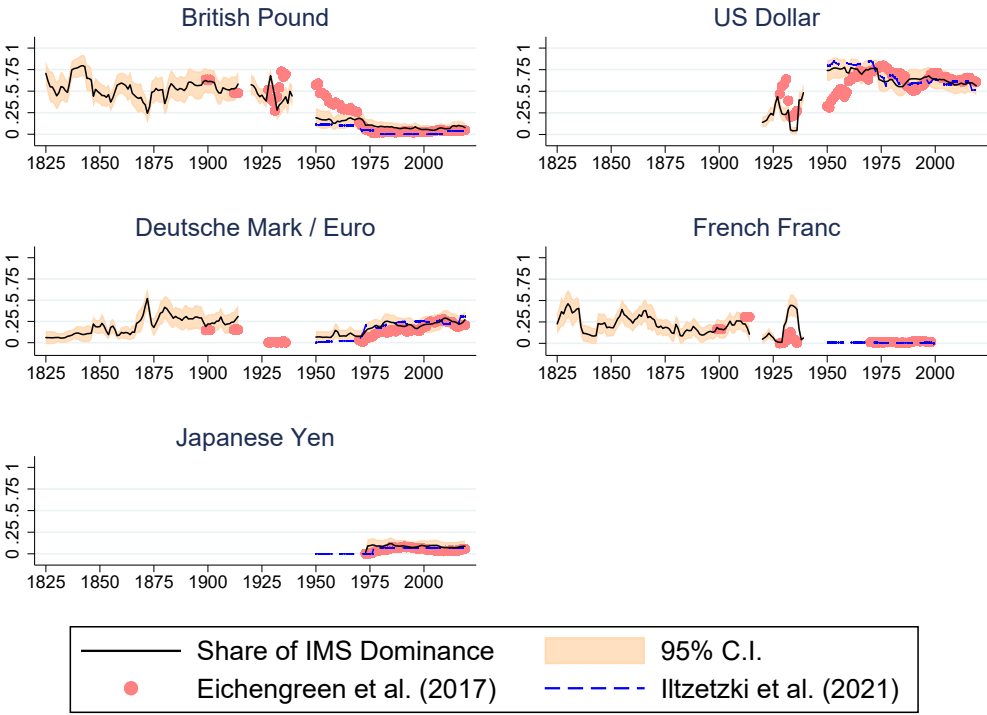 British Pound
US Dollar
0 .25 .5 .75 1
0 .25 .5 .75 1
1825 1850 1875 1900 1925 1950 1975 2000
1825 1850 1875 1900 1925 1950 1975 2000
Deutsche Mark / Euro
French Franc
0 .25 .5 .75 1
0 .25 .5 .75 1
1825 1850 1875 1900 1925 1950 1975 2000
1825 1850 1875 1900 1925 1950 1975 2000
Japanese Yen
0 .25 .5 .75 1
1825 1850 1875 1900 1925 1950 1975 2000
Share of IMS Dominance
95% C.I.
Eichengreen et al. (2017)
Iltzetzki et al. (2021)